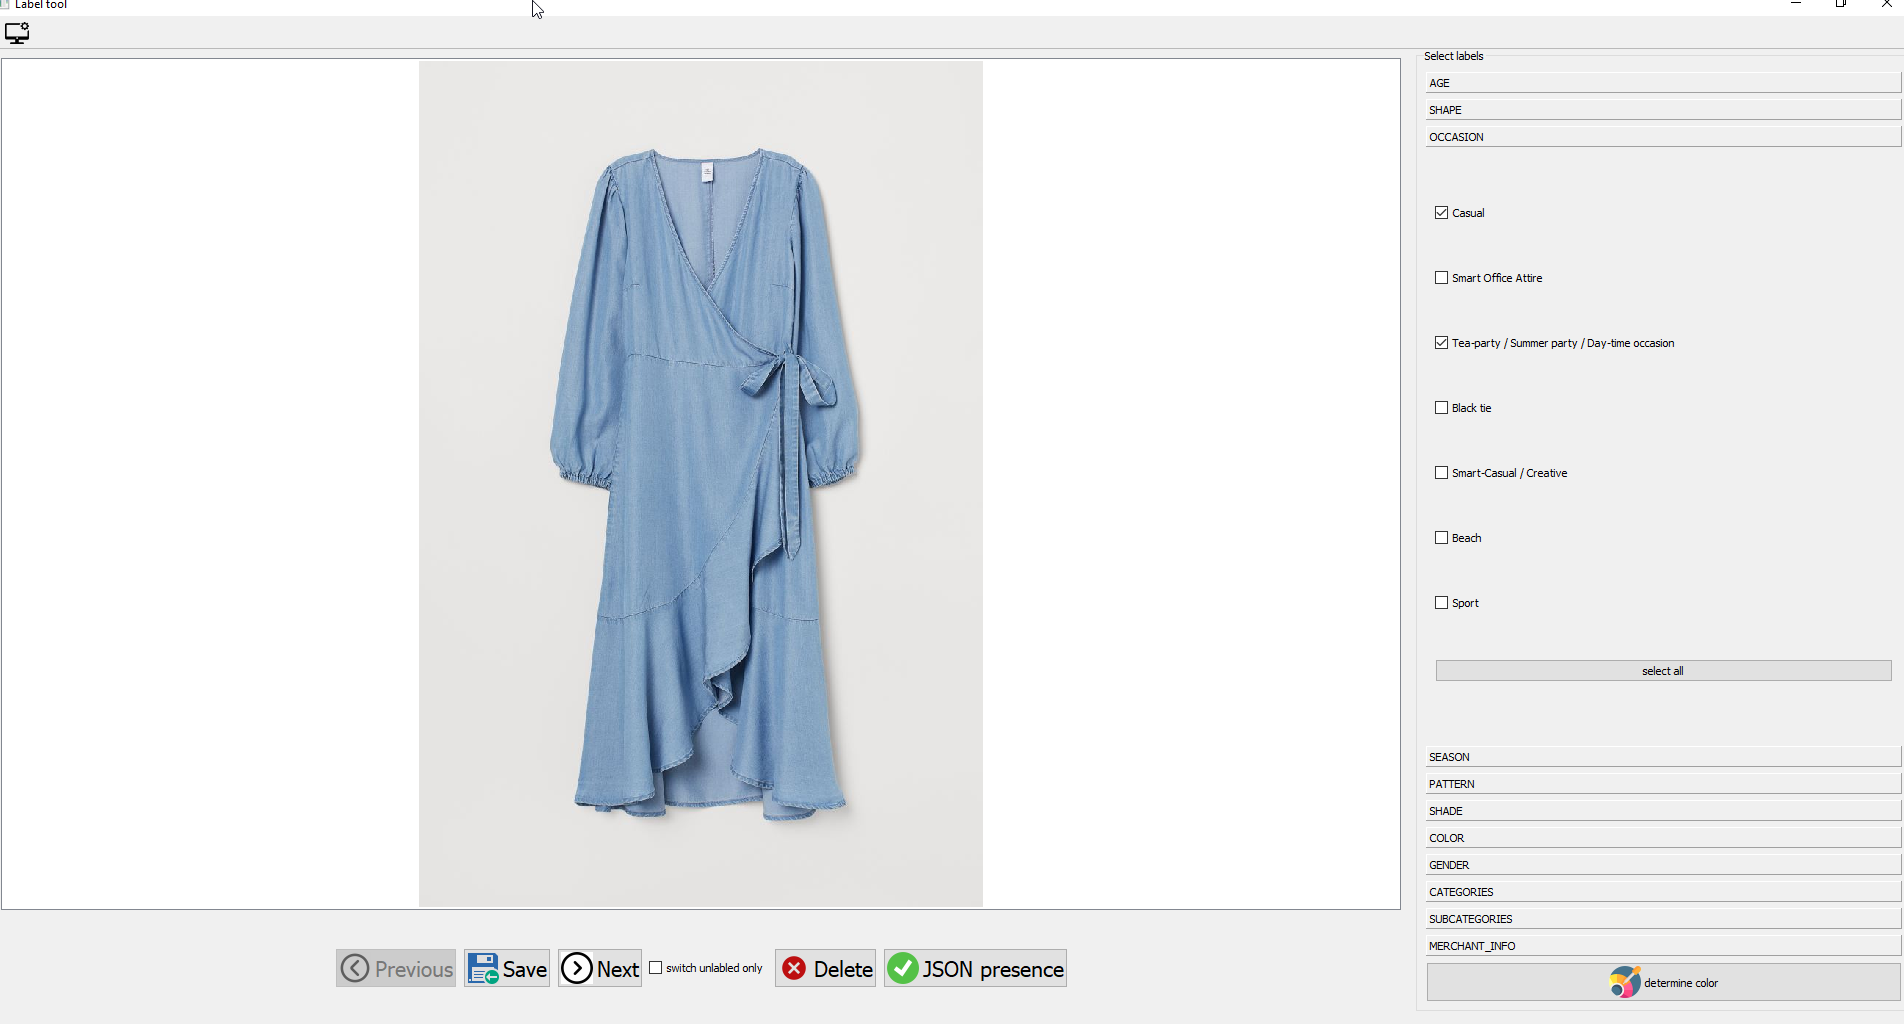 Label tool
Select labels
AGE
SHAPE
OCCASION
Casual
Smart Office Attire
Tea-party / Summer party / Day-time occasion
Black tie
Smart-Casual / Creative
Beach
Sport
select all
SEASON
PATTERN
SHADE
COLOR
GENDER
CATEGORIES
SUBCATEGORIES
MERCHANT_INFO
determine color
Previous
Save
Next
switch unlabled only
Delete
JSON presence